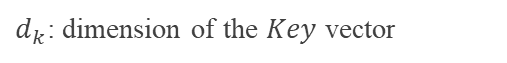 d_k: dimension of the Key vector